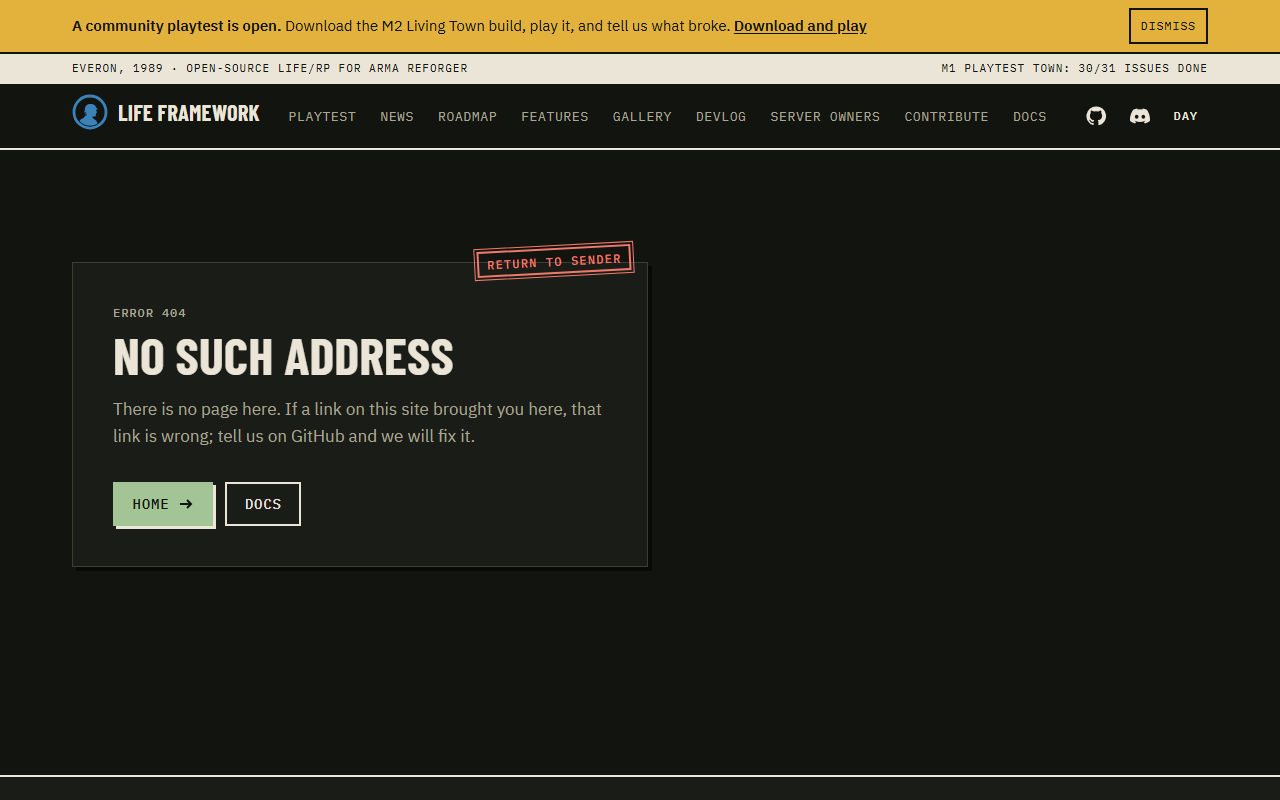 A community playtest is open. Download the M2 Living Town build, play it, and tell us what broke. Download and play
DISMISS
EVERON, 1989 · OPEN-SOURCE LIFE/RP FOR ARMA REFORGER
M1 PLAYTEST TOWN: 30/31 ISSUES DONE
LIFE FRAMEWORK
PLAYTEST NEWS ROADMAP FEATURES GALLERY DEVLOG SERVER OWNERS CONTRIBUTE DOCS
DAY
RETURN TO SENDER
ERROR 404
NO SUCH ADDRESS
There is no page here. If a link on this site brought you here, that
link is wrong; tell us on GitHub and we will fix it.
HOME →
DOCS